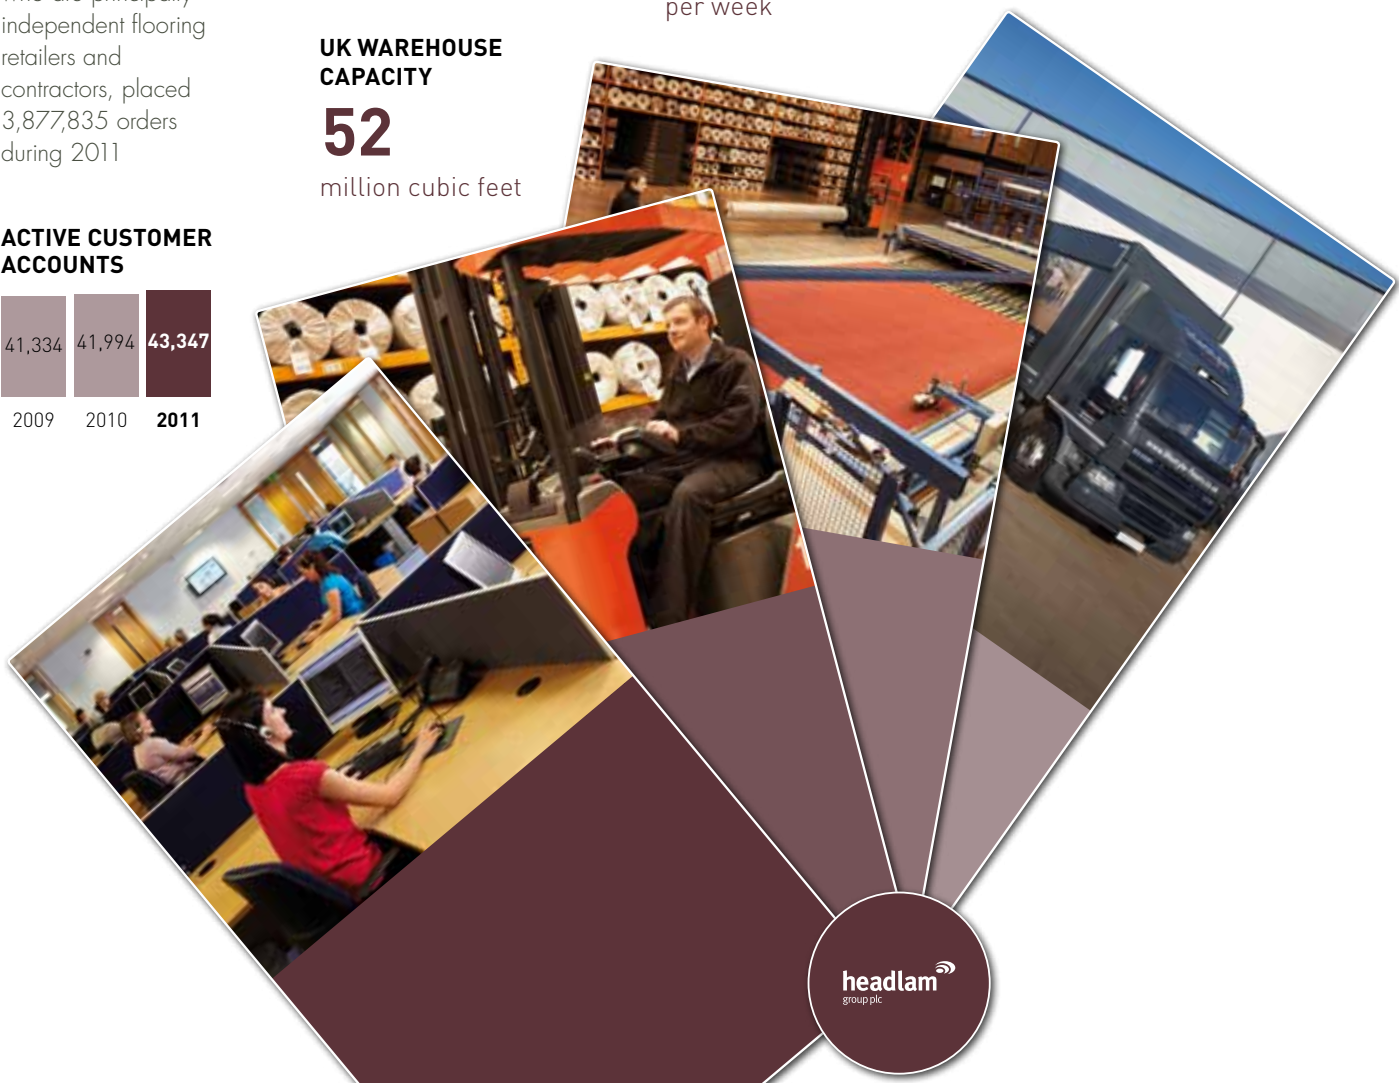 independent flooring
retailers and
contractors, placed
3,877,835 orders
during 2011
per week
UK WAREHOUSE
CAPACITY
52
million cubic feet
ACTIVE CUSTOMER
ACCOUNTS
41,334 41,994 43,347
2009 2010 2011
headlam
group plc